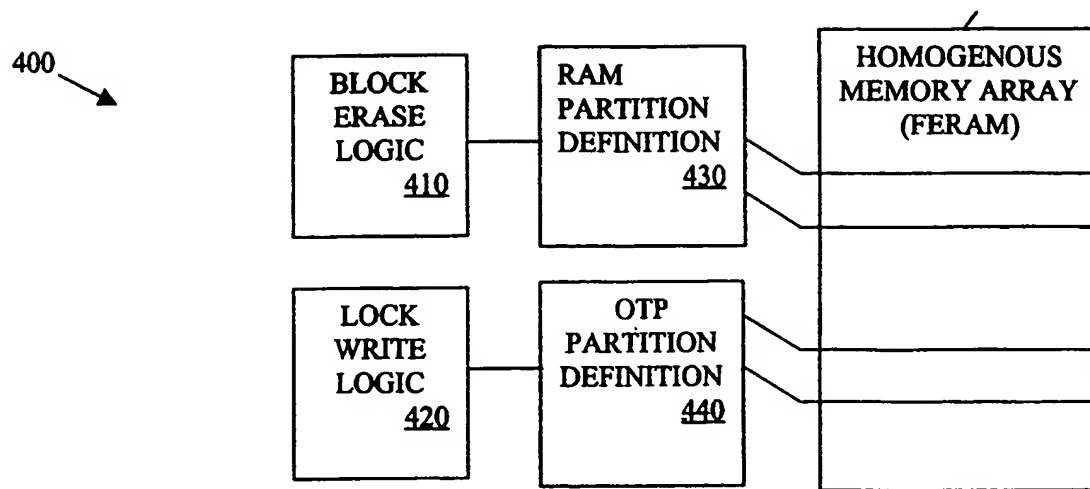 400
BLOCK
ERASE
LOGIC
410
RAM
PARTITION
DEFINITION
430
HOMOGENOUS
MEMORY ARRAY
(FERAM)
LOCK
WRITE
LOGIC
420
OTP
PARTITION
DEFINITION
440